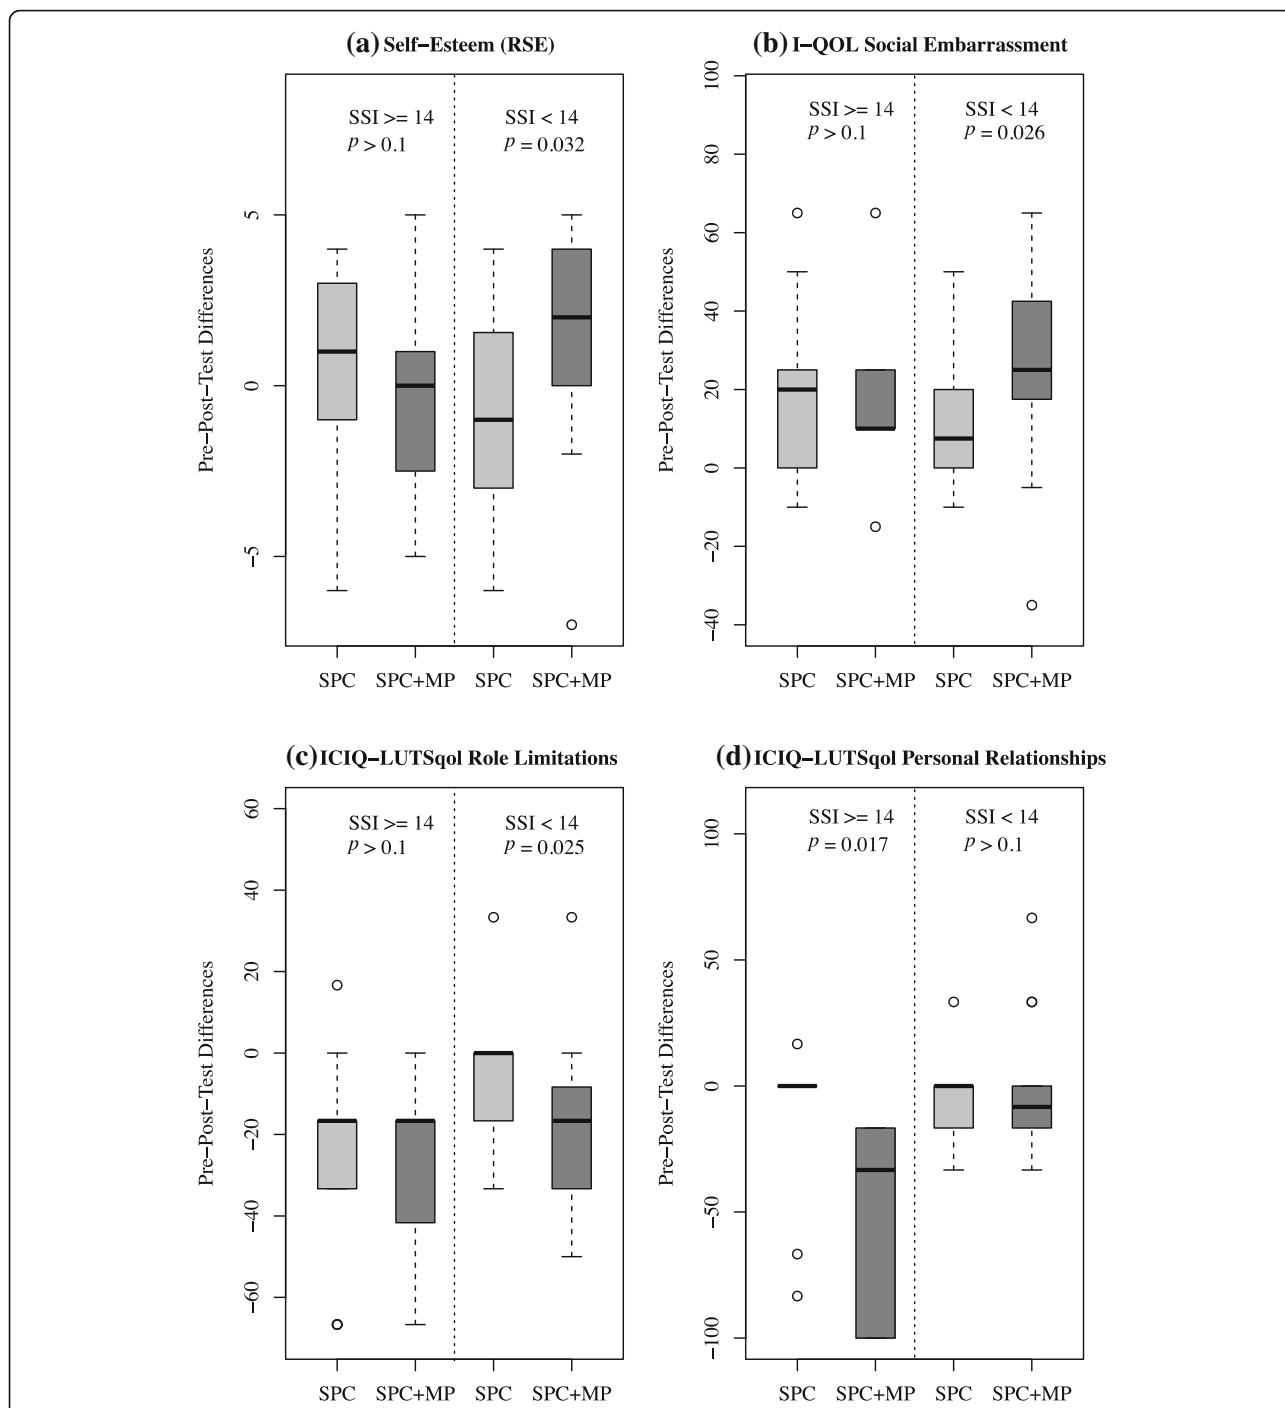 (a) Self–Esteem (RSE)
SSI >= 14
p > 0.1
SSI < 14
p = 0.032
Pre–Post–Test Differences
5
0
−5
SPC
SPC+MP
SPC
SPC+MP
(b) I–QOL Social Embarrassment
SSI >= 14
p > 0.1
SSI < 14
p = 0.026
Pre–Post–Test Differences
100
80
60
40
20
0
−20
−40
SPC
SPC+MP
SPC
SPC+MP
(c) ICIQ–LUTSqol Role Limitations
SSI >= 14
p > 0.1
SSI < 14
p = 0.025
Pre–Post–Test Differences
60
40
20
0
−20
−40
−60
SPC
SPC+MP
SPC
SPC+MP
(d) ICIQ–LUTSqol Personal Relationships
SSI >= 14
p = 0.017
SSI < 14
p > 0.1
Pre–Post–Test Differences
100
50
0
−50
−100
SPC
SPC+MP
SPC
SPC+MP